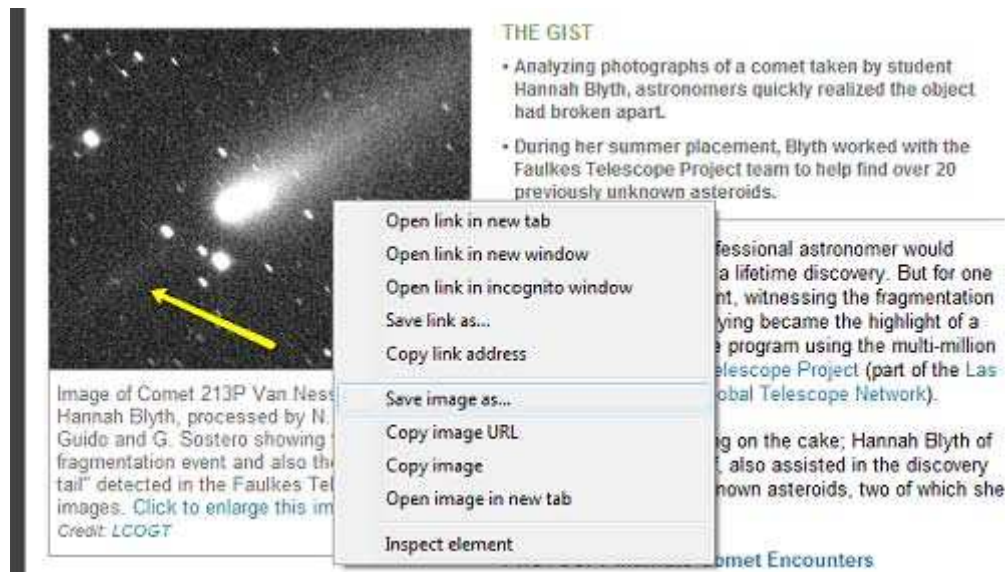 THE GIST
• Analyzing photographs of a comet taken by student
Hannah Blyth, astronomers quickly realized the object
had broken apart.
• During her summer placement, Blyth worked with the
Faulkes Telescope Project team to help find over 20
previously unknown asteroids.
Open link in new tab
Open link in new window
Open link in incognito window
Save link as...
Copy link address
Save image as...
Copy image URL
Copy image
Open image in new tab
Inspect element
Image of Comet 213P Van Ness
Hannah Blyth, processed by N.
Guido and G. Sostero showing
fragmentation event and also the
tail" detected in the Faulkes Tel
images. Click to enlarge this im
Credit: LCOGT
fessional astronomer would
a lifetime discovery. But for one
nt, witnessing the fragmentation
ying became the highlight of a
program using the multi-million
elescope Project (part of the Las
obal Telescope Network).
ng on the cake; Hannah Blyth of
also assisted in the discovery
nown asteroids, two of which she
Comet Encounters